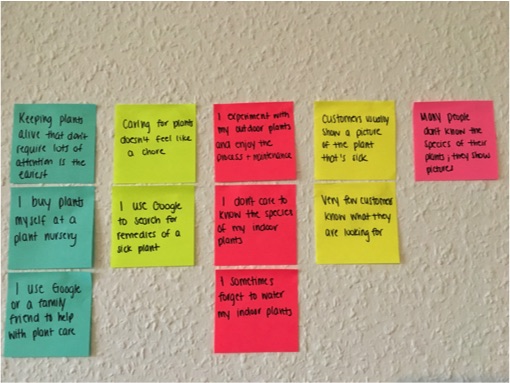 Keeping plants
alive that don't
require lots of
attention is the
easiest
Caring for plants
doesn't feel like
a chore
I experiment with
my outdoor plants
and enjoy the
process + maintenance
Customers usually
show a picture
of the plant
that's sick
Many people
don't know the
species of their
plants, they show
pictures
I buy plants
myself at a
plant nursery
I use Google
to search for
remedies of a
sick plant
I don't care to
know the species
of my indoor
plants
Very few customer
know what they
are looking for
I use Google
or a family
friend to help
with plant care
I sometimes
forget to water
my indoor plants